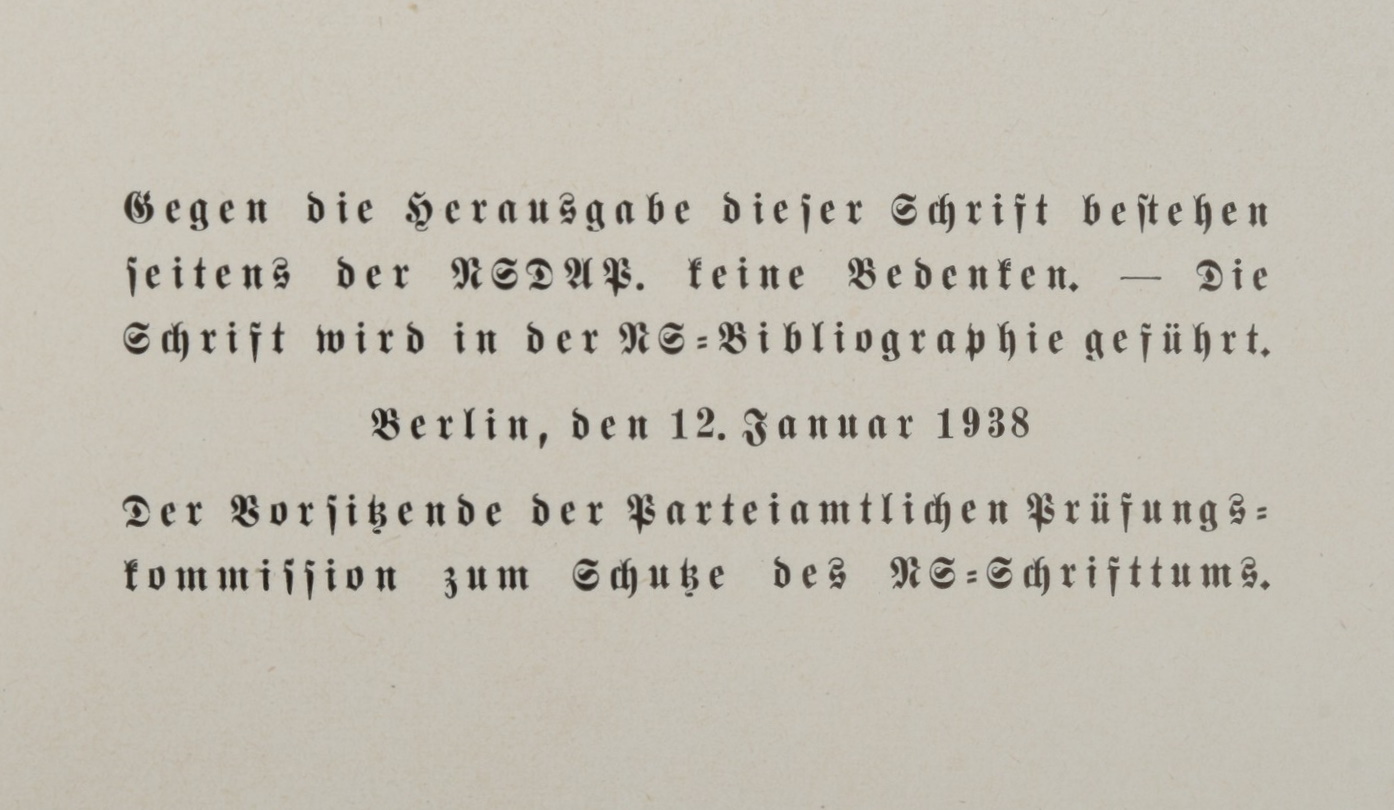 Gegen die Herausgabe dieser Schrift bestehen
seitens der NSDAP. keine Bedenken. — Die
Schrift wird in der NS-Bibliographie geführt.
Berlin, den 12. Januar 1938
Der Vorsitzende der Parteiamtlichen Prüfungs-
kommission zum Schutze des NS-Schrifttums.